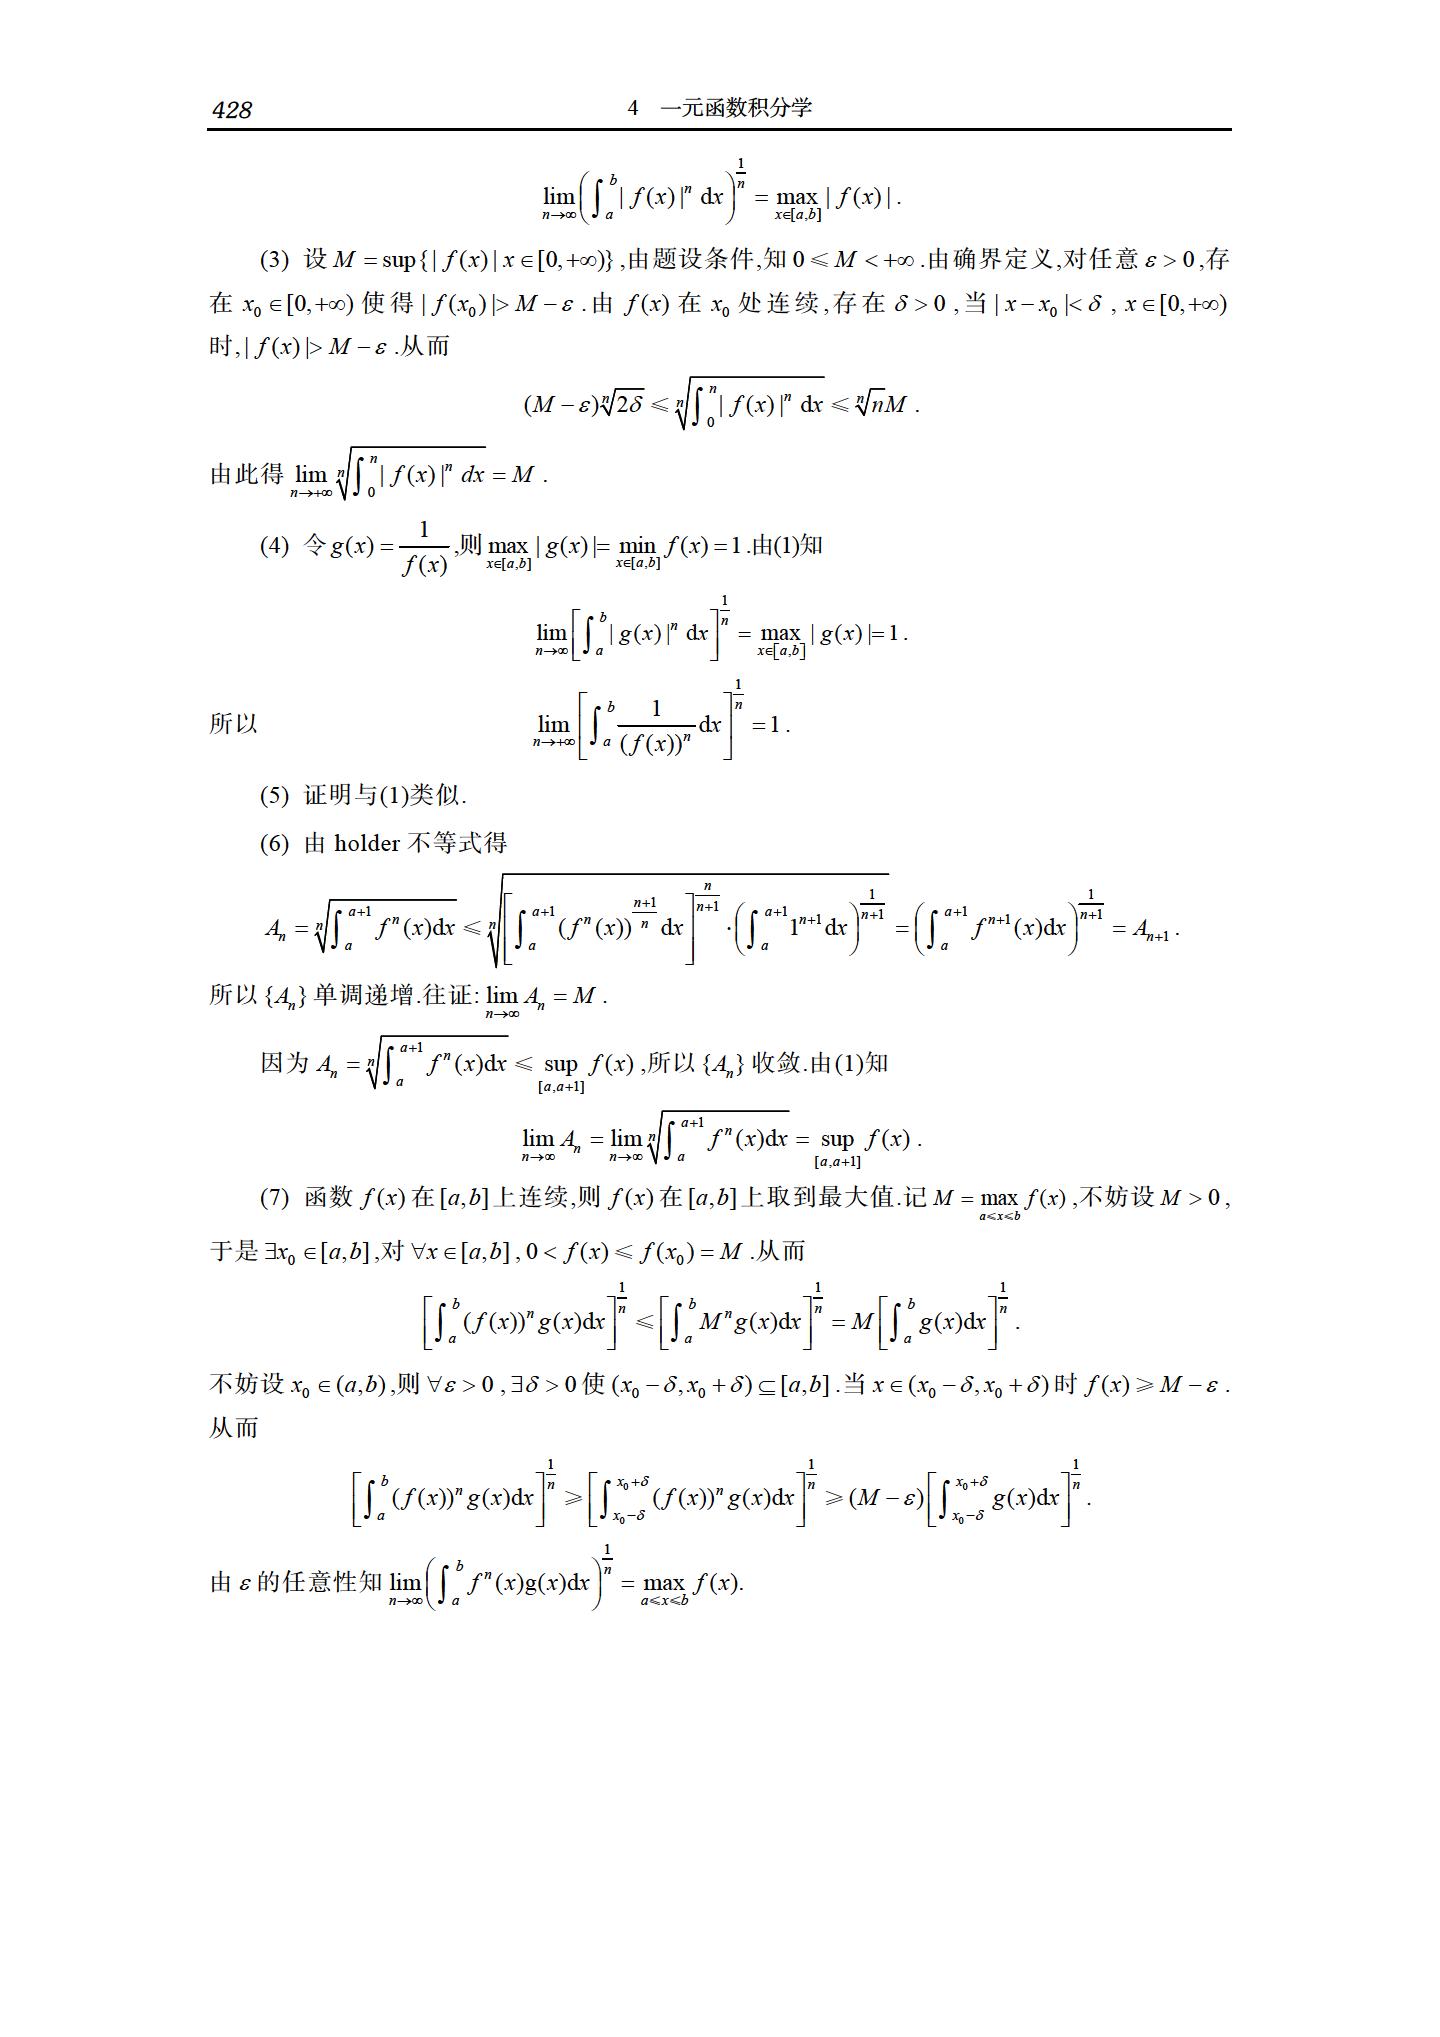 428 4 一元函数积分学
$\lim_{n\to\infty}\left(\int_a^b |f(x)|^n \mathrm{d}x\right)^{\frac{1}{n}} = \max_{x\in[a,b]} |f(x)|$ .
(3) 设 $M=\sup\{|f(x)| x\in[0,+\infty)\}$ ,由题设条件,知 $0\leqslant M<+\infty$ .由确界定义,对任意 $\varepsilon>0$ ,存
在 $x_0\in[0,+\infty)$ 使得 $|f(x_0)|>M-\varepsilon$ .由 $f(x)$ 在 $x_0$ 处连续,存在 $\delta>0$ ,当 $|x-x_0|<\delta$ , $x\in[0,+\infty)$
时,$|f(x)|>M-\varepsilon$ .从而
$(M-\varepsilon)\sqrt[n]{2\delta}\leqslant\sqrt[n]{\int_0^n |f(x)|^n \mathrm{d}x}\leqslant\sqrt[n]{n}M$ .
由此得 $\lim_{n\to+\infty}\sqrt[n]{\int_0^n |f(x)|^n dx}=M$ .
(4) 令 $g(x)=\frac{1}{f(x)}$ ,则 $\max_{x\in[a,b]}|g(x)|=\min_{x\in[a,b]}f(x)=1$ .由(1)知
$\lim_{n\to\infty}\left[\int_a^b |g(x)|^n \mathrm{d}x\right]^{\frac{1}{n}}=\max_{x\in[a,b]}|g(x)|=1$ .
所以 $\lim_{n\to+\infty}\left[\int_a^b \frac{1}{(f(x))^n}\mathrm{d}x\right]^{\frac{1}{n}}=1$ .
(5) 证明与(1)类似.
(6) 由 holder 不等式得
$A_n=\sqrt[n]{\int_a^{a+1} f^n(x)\mathrm{d}x}\leqslant\sqrt[n]{\left[\int_a^{a+1}(f^n(x))^{\frac{n+1}{n}}\mathrm{d}x\right]^{\frac{n}{n+1}}\cdot\left(\int_a^{a+1}1^{n+1}\mathrm{d}x\right)^{\frac{1}{n+1}}}=\left(\int_a^{a+1}f^{n+1}(x)\mathrm{d}x\right)^{\frac{1}{n+1}}=A_{n+1}$ .
所以 $\{A_n\}$ 单调递增.往证: $\lim_{n\to\infty}A_n=M$ .
因为 $A_n=\sqrt[n]{\int_a^{a+1}f^n(x)\mathrm{d}x}\leqslant\sup_{[a,a+1]}f(x)$ ,所以 $\{A_n\}$ 收敛.由(1)知
$\lim_{n\to\infty}A_n=\lim_{n\to\infty}\sqrt[n]{\int_a^{a+1}f^n(x)\mathrm{d}x}=\sup_{[a,a+1]}f(x)$ .
(7) 函数 $f(x)$ 在 $[a,b]$ 上连续,则 $f(x)$ 在 $[a,b]$ 上取到最大值.记 $M=\max_{a\leqslant x\leqslant b}f(x)$ ,不妨设 $M>0$ ,
于是 $\exists x_0\in[a,b]$ ,对 $\forall x\in[a,b]$ , $0<f(x)\leqslant f(x_0)=M$ .从而
$\left[\int_a^b (f(x))^n g(x)\mathrm{d}x\right]^{\frac{1}{n}}\leqslant\left[\int_a^b M^n g(x)\mathrm{d}x\right]^{\frac{1}{n}}=M\left[\int_a^b g(x)\mathrm{d}x\right]^{\frac{1}{n}}$ .
不妨设 $x_0\in(a,b)$ ,则 $\forall\varepsilon>0$ , $\exists\delta>0$ 使 $(x_0-\delta,x_0+\delta)\subseteq[a,b]$ .当 $x\in(x_0-\delta,x_0+\delta)$ 时 $f(x)\geqslant M-\varepsilon$ .
从而
$\left[\int_a^b (f(x))^n g(x)\mathrm{d}x\right]^{\frac{1}{n}}\geqslant\left[\int_{x_0-\delta}^{x_0+\delta}(f(x))^n g(x)\mathrm{d}x\right]^{\frac{1}{n}}\geqslant(M-\varepsilon)\left[\int_{x_0-\delta}^{x_0+\delta}g(x)\mathrm{d}x\right]^{\frac{1}{n}}$ .
由 $\varepsilon$ 的任意性知 $\lim_{n\to\infty}\left(\int_a^b f^n(x)\mathrm{g}(x)\mathrm{d}x\right)^{\frac{1}{n}}=\max_{a\leqslant x\leqslant b}f(x).$